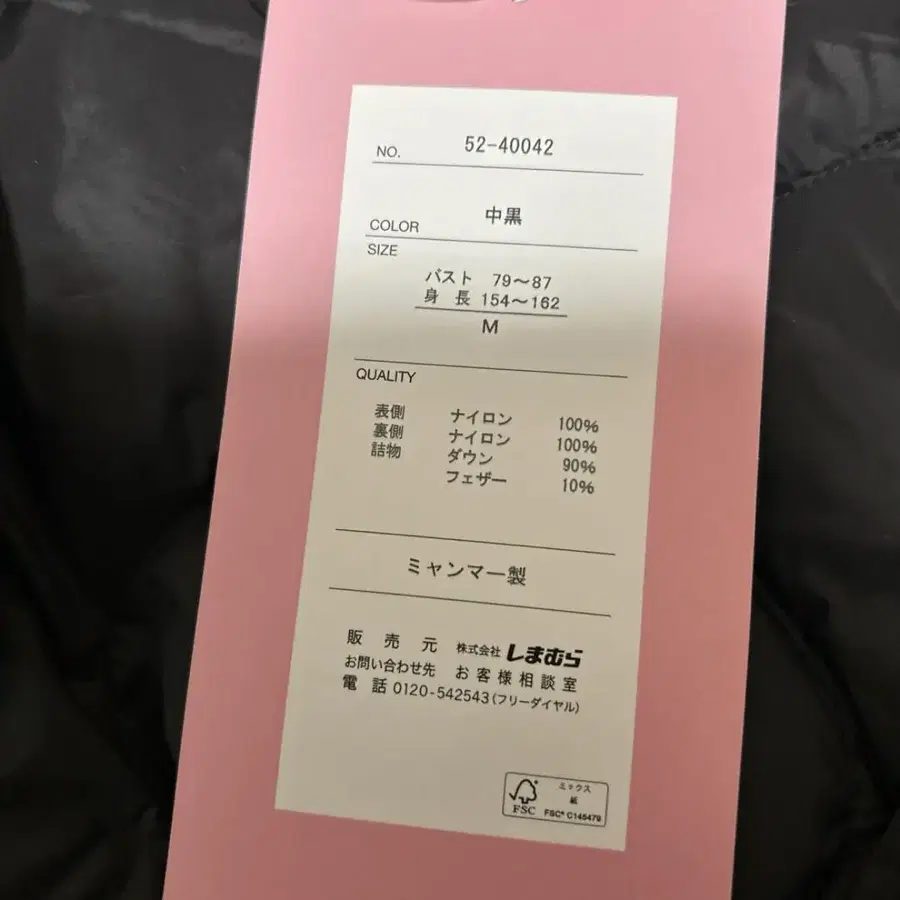 NO. 52-40042
COLOR 中黒
SIZE
バスト 79～87
身 長 154～162
M
QUALITY
表側 ナイロン 100%
裏側 ナイロン 100%
詰物 ダウン 90%
フェザー 10%
ミャンマー製
販 売 元 株式会社 しまむら
お問い合わせ先 お客様相談室
電 話 0120-542543(フリーダイヤル)
ミックス
紙
FSC
FSC® C145479